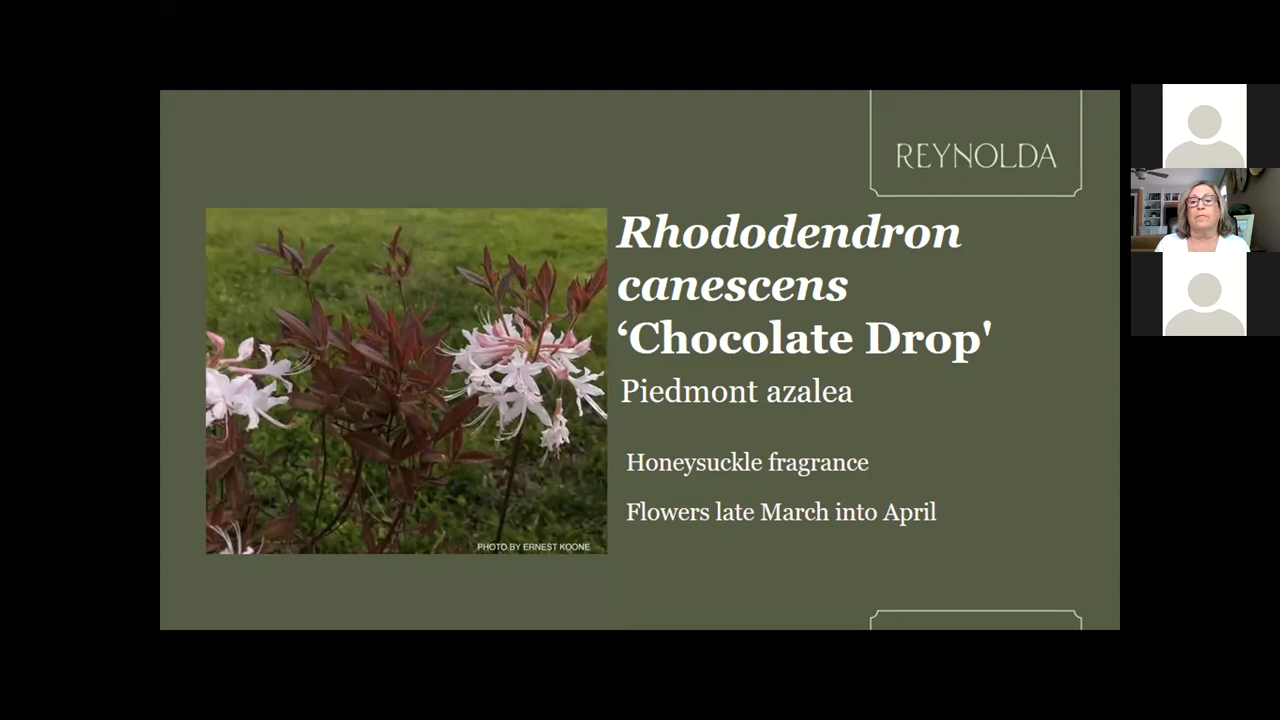 REYNOLDA
Rhododendron
canescens
‘Chocolate Drop'
Piedmont azalea
Honeysuckle fragrance
Flowers late March into April
PHOTO BY ERNEST KOONE